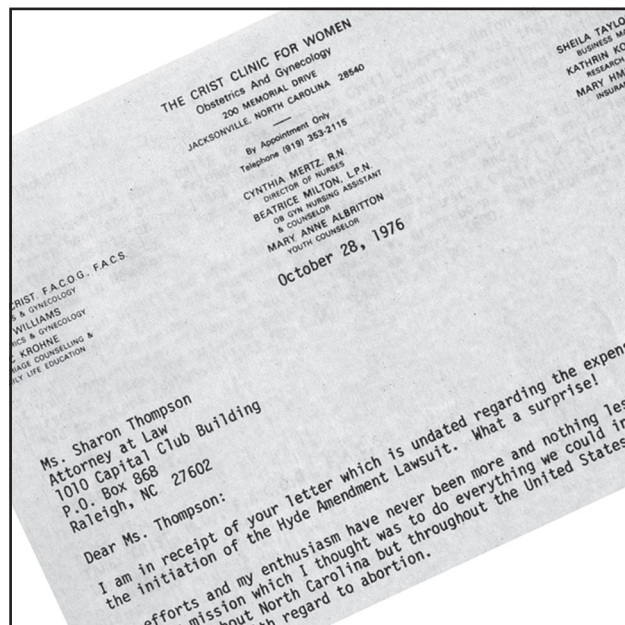 THE CRIST CLINIC FOR WOMEN
Obstetrics And Gynecology
200 MEMORIAL DRIVE
JACKSONVILLE, NORTH CAROLINA 28540
By Appointment Only
Telephone (919) 353-2115
CYNTHIA MERTZ, R.N.
DIRECTOR OF NURSES
BEATRICE MILTON, L.P.N.
OB GYN NURSING ASSISTANT
& COUNSELOR
MARY ANNE ALBRITTON
YOUTH COUNSELOR
SHEILA TAYLO
BUSINESS MA
KATHRIN KO
RESEARCH
MARY HM
INSURAN
CRIST, F.A.C.O.G., F.A.C.S.
S & GYNECOLOGY
WILLIAMS
ICS & GYNECOLOGY
KROHNE
IAGE COUNSELLING &
ILY LIFE EDUCATION
October 28, 1976
Ms. Sharon Thompson
Attorney at Law
1010 Capital Club Building
P.O. Box 868
Raleigh, NC 27602
Dear Ms. Thompson:
I am in receipt of your letter which is undated regarding the expens
the initiation of the Hyde Amendment Lawsuit. What a surprise!
efforts and my enthusiasm have never been more and nothing les
mission which I thought was to do everything we could in
hout North Carolina but throughout the United States
th regard to abortion.